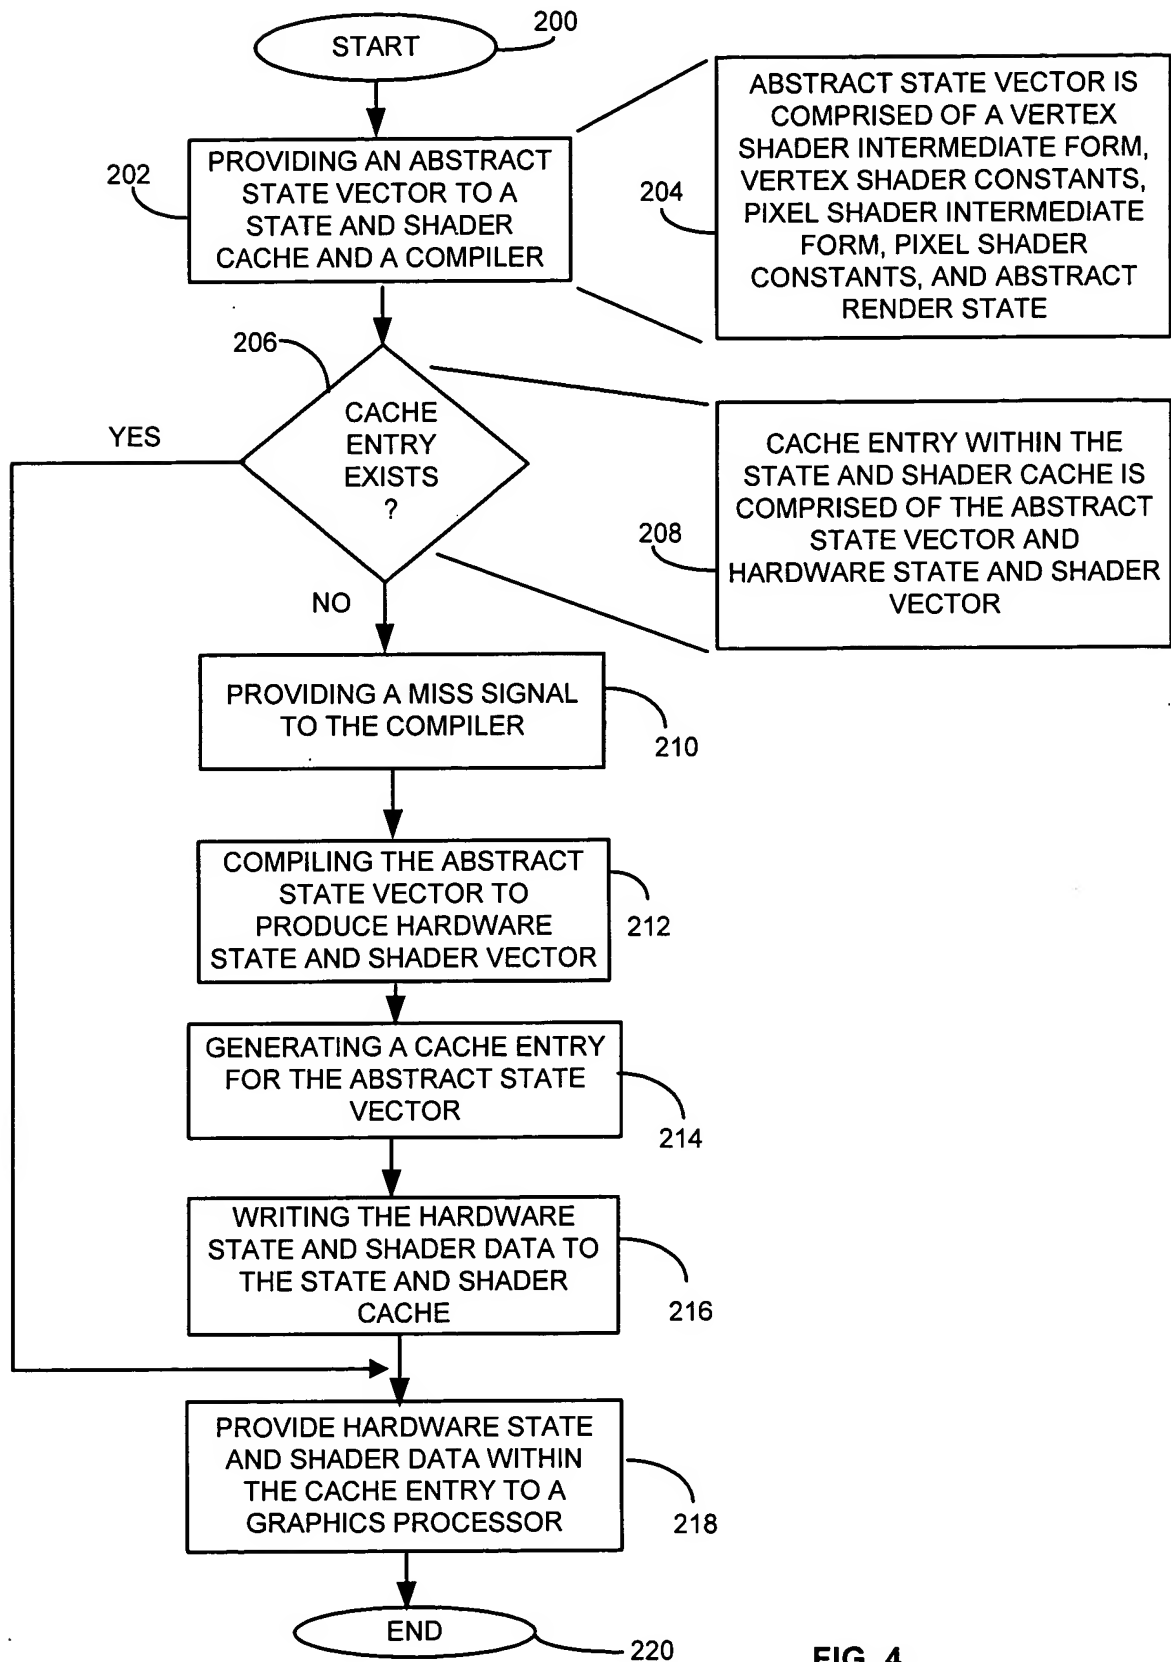 START
200
202
PROVIDING AN ABSTRACT
STATE VECTOR TO A
STATE AND SHADER
CACHE AND A COMPILER
204
ABSTRACT STATE VECTOR IS
COMPRISED OF A VERTEX
SHADER INTERMEDIATE FORM,
VERTEX SHADER CONSTANTS,
PIXEL SHADER INTERMEDIATE
FORM, PIXEL SHADER
CONSTANTS, AND ABSTRACT
RENDER STATE
206
YES
CACHE
ENTRY
EXISTS
?
NO
208
CACHE ENTRY WITHIN THE
STATE AND SHADER CACHE IS
COMPRISED OF THE ABSTRACT
STATE VECTOR AND
HARDWARE STATE AND SHADER
VECTOR
PROVIDING A MISS SIGNAL
TO THE COMPILER
210
COMPILING THE ABSTRACT
STATE VECTOR TO
PRODUCE HARDWARE
STATE AND SHADER VECTOR
212
GENERATING A CACHE ENTRY
FOR THE ABSTRACT STATE
VECTOR
214
WRITING THE HARDWARE
STATE AND SHADER DATA TO
THE STATE AND SHADER
CACHE
216
PROVIDE HARDWARE STATE
AND SHADER DATA WITHIN
THE CACHE ENTRY TO A
GRAPHICS PROCESSOR
218
END
220
FIG. 4